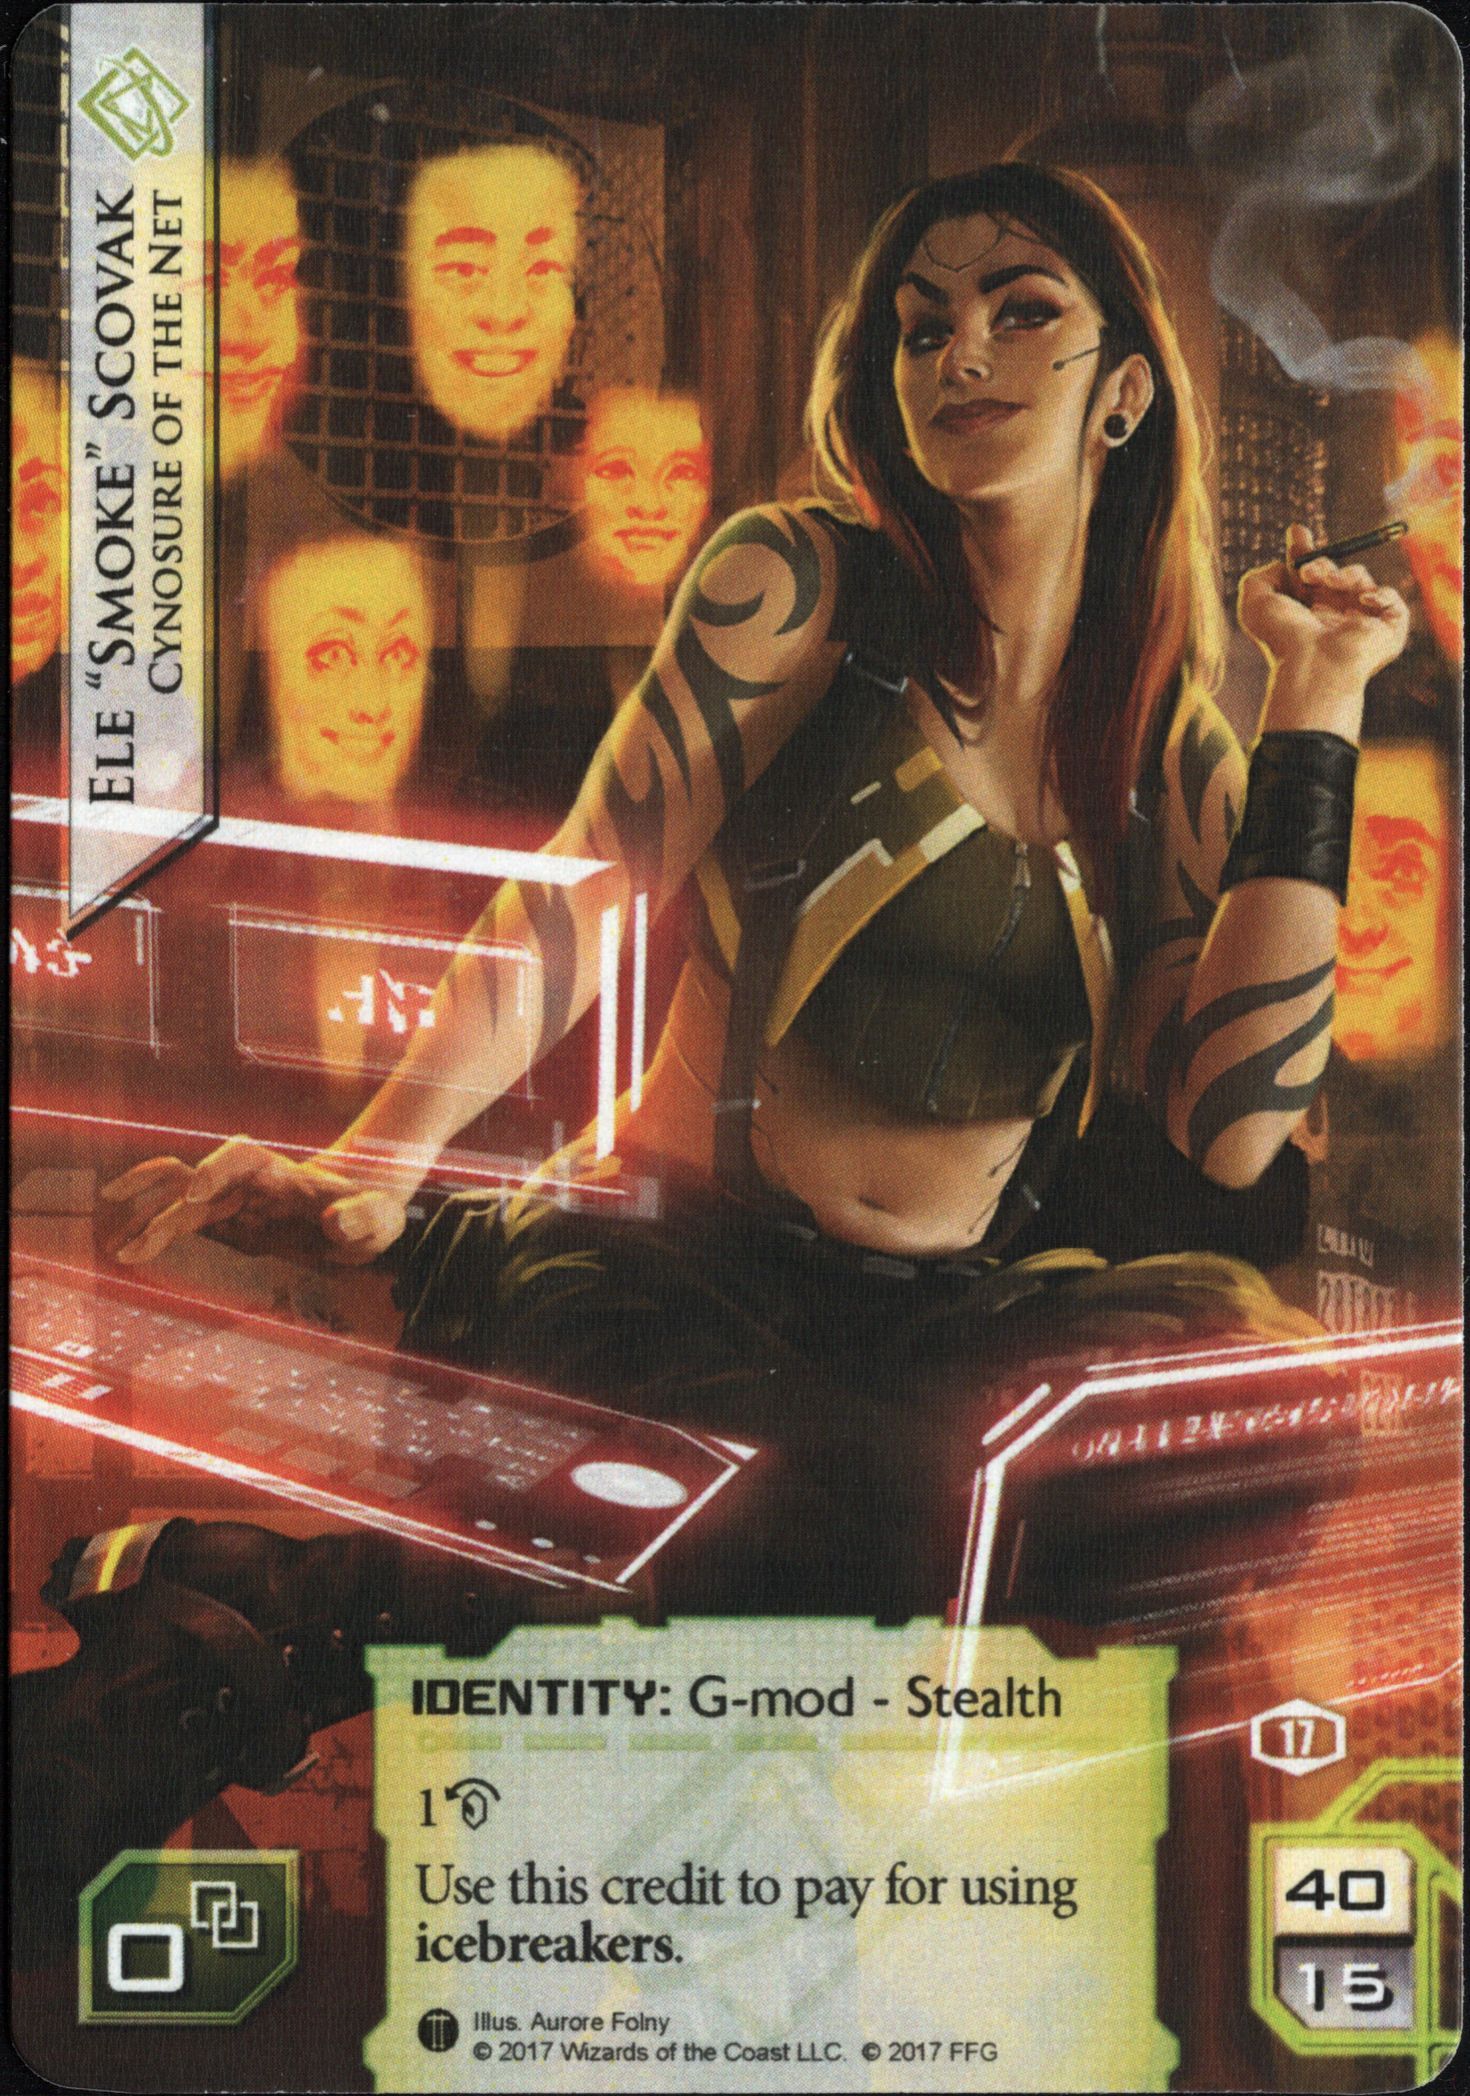 ELE “SMOKE” SCOVAK
CYNOSURE OF THE NET
IDENTITY: G-mod - Stealth
1
Use this credit to pay for using
icebreakers.
Illus. Aurore Folny
© 2017 Wizards of the Coast LLC. © 2017 FFG
0
17
40
15